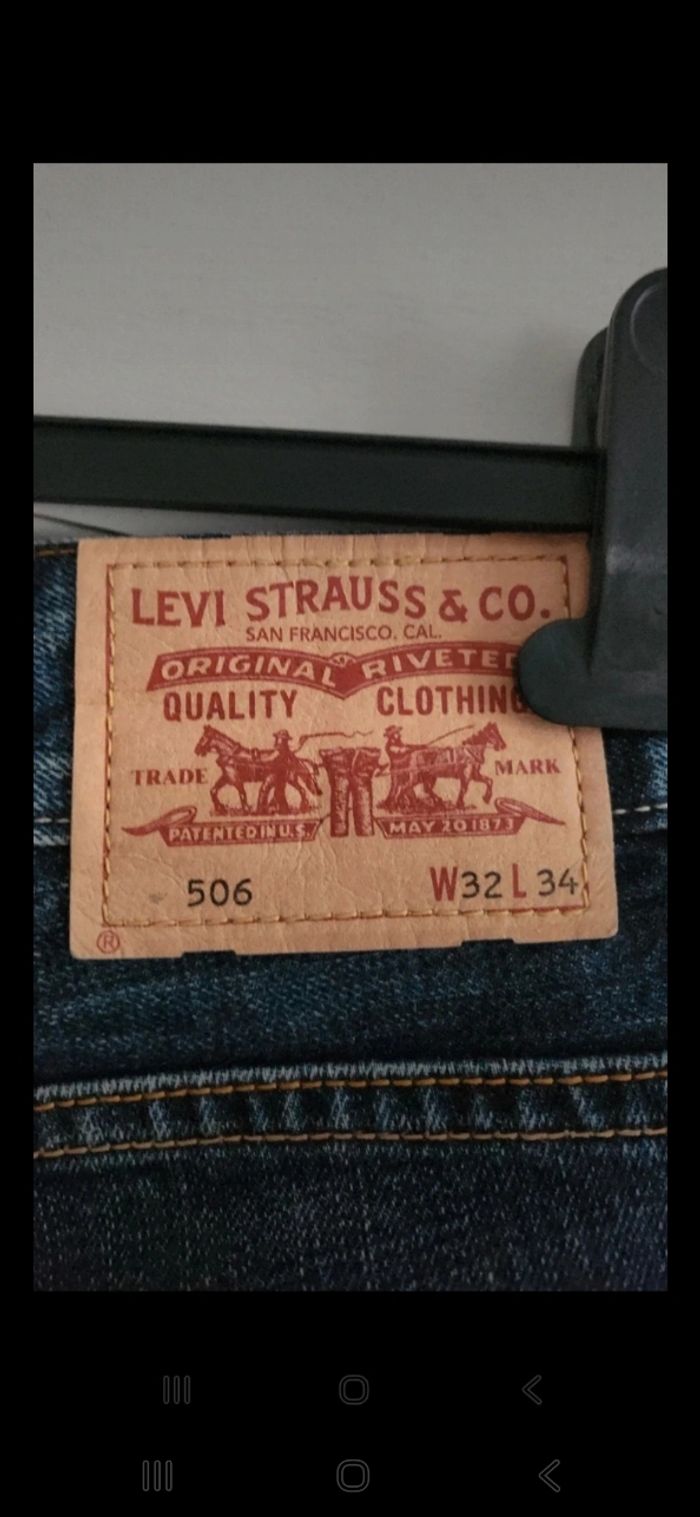 LEVI STRAUSS & CO.
SAN FRANCISCO. CAL.
ORIGINAL RIVETED
QUALITY CLOTHING
TRADE MARK
PATENTED IN U.S. MAY 20 1873
506 W32 L 34
®